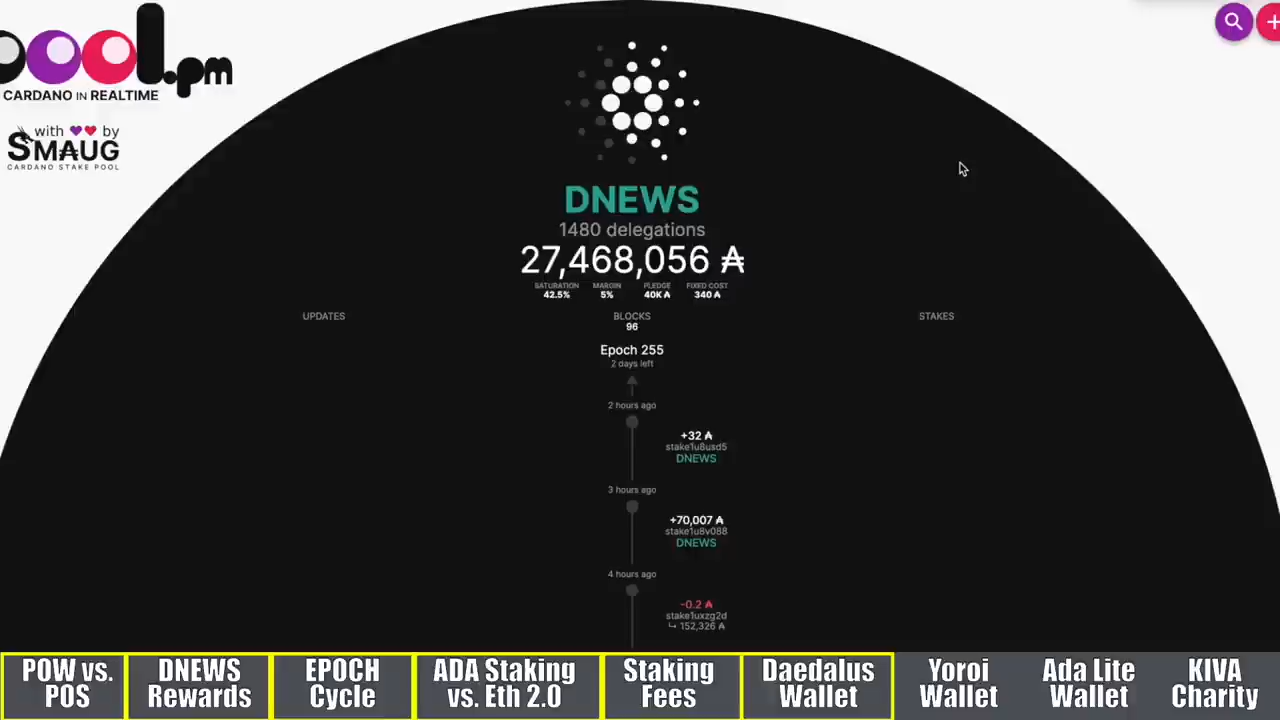 pool.pm
CARDANO IN REALTIME
with by
SMAUG
CARDANO STAKE POOL
DNEWS
1480 delegations
27,468,056 ₳
SATURATION MARGIN PLEDGE FIXED COST
42.5% 5% 40K ₳ 340 ₳
UPDATES BLOCKS STAKES
96
Epoch 255
2 days left
2 hours ago
+32 ₳
stake1u8usd5
DNEWS
3 hours ago
+70,007 ₳
stake1u8v088
DNEWS
4 hours ago
-0.2 ₳
stake1uxzg2d
↳ 152,326 ₳
POW vs. POS
DNEWS Rewards
EPOCH Cycle
ADA Staking vs. Eth 2.0
Staking Fees
Daedalus Wallet
Yoroi Wallet
Ada Lite Wallet
KIVA Charity